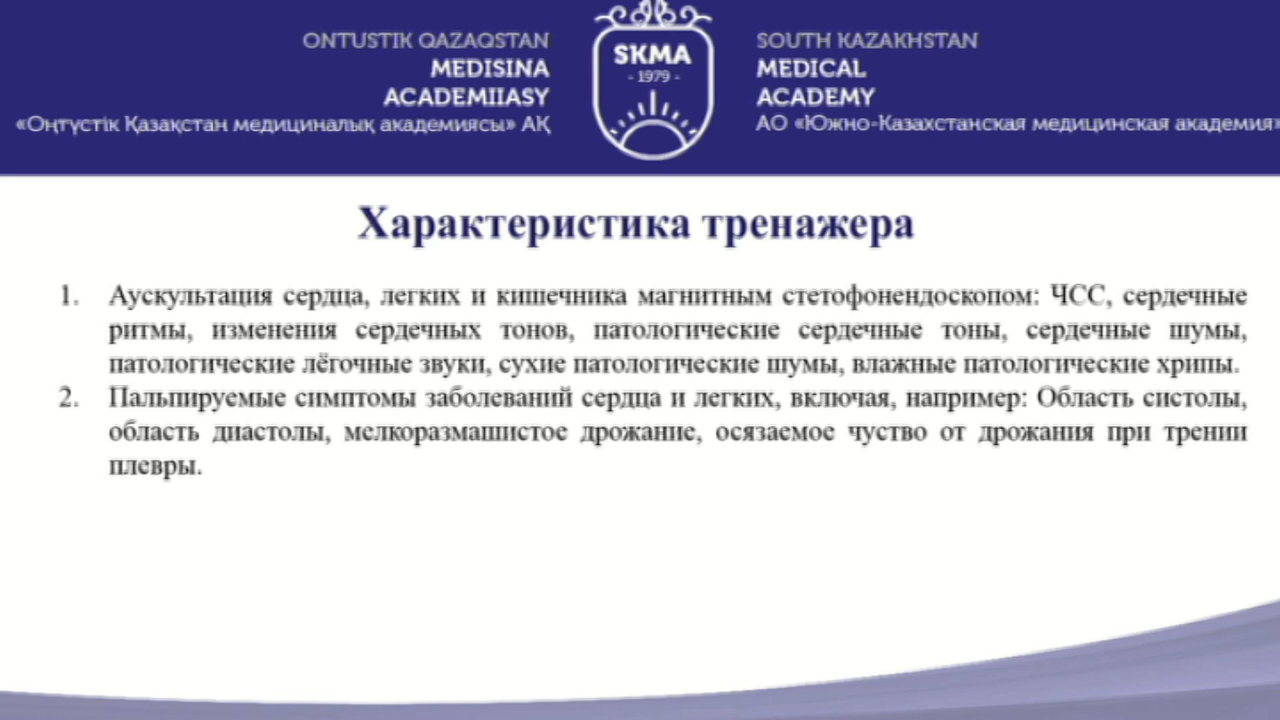 ONTUSTIK QAZAQSTAN
MEDISINA
ACADEMIIASY
«Оңтүстік Қазақстан медициналық академиясы» АҚ
SKMA
- 1979 -
SOUTH KAZAKHSTAN
MEDICAL
ACADEMY
АО «Южно-Казахстанская медицинская академия»
Характеристика тренажера
1. Аускультация сердца, легких и кишечника магнитным стетофонендоскопом: ЧСС, сердечные
ритмы, изменения сердечных тонов, патологические сердечные тоны, сердечные шумы,
патологические лёгочные звуки, сухие патологические шумы, влажные патологические хрипы.
2. Пальпируемые симптомы заболеваний сердца и легких, включая, например: Область систолы,
область диастолы, мелкоразмашистое дрожание, осязаемое чуство от дрожания при трении
плевры.